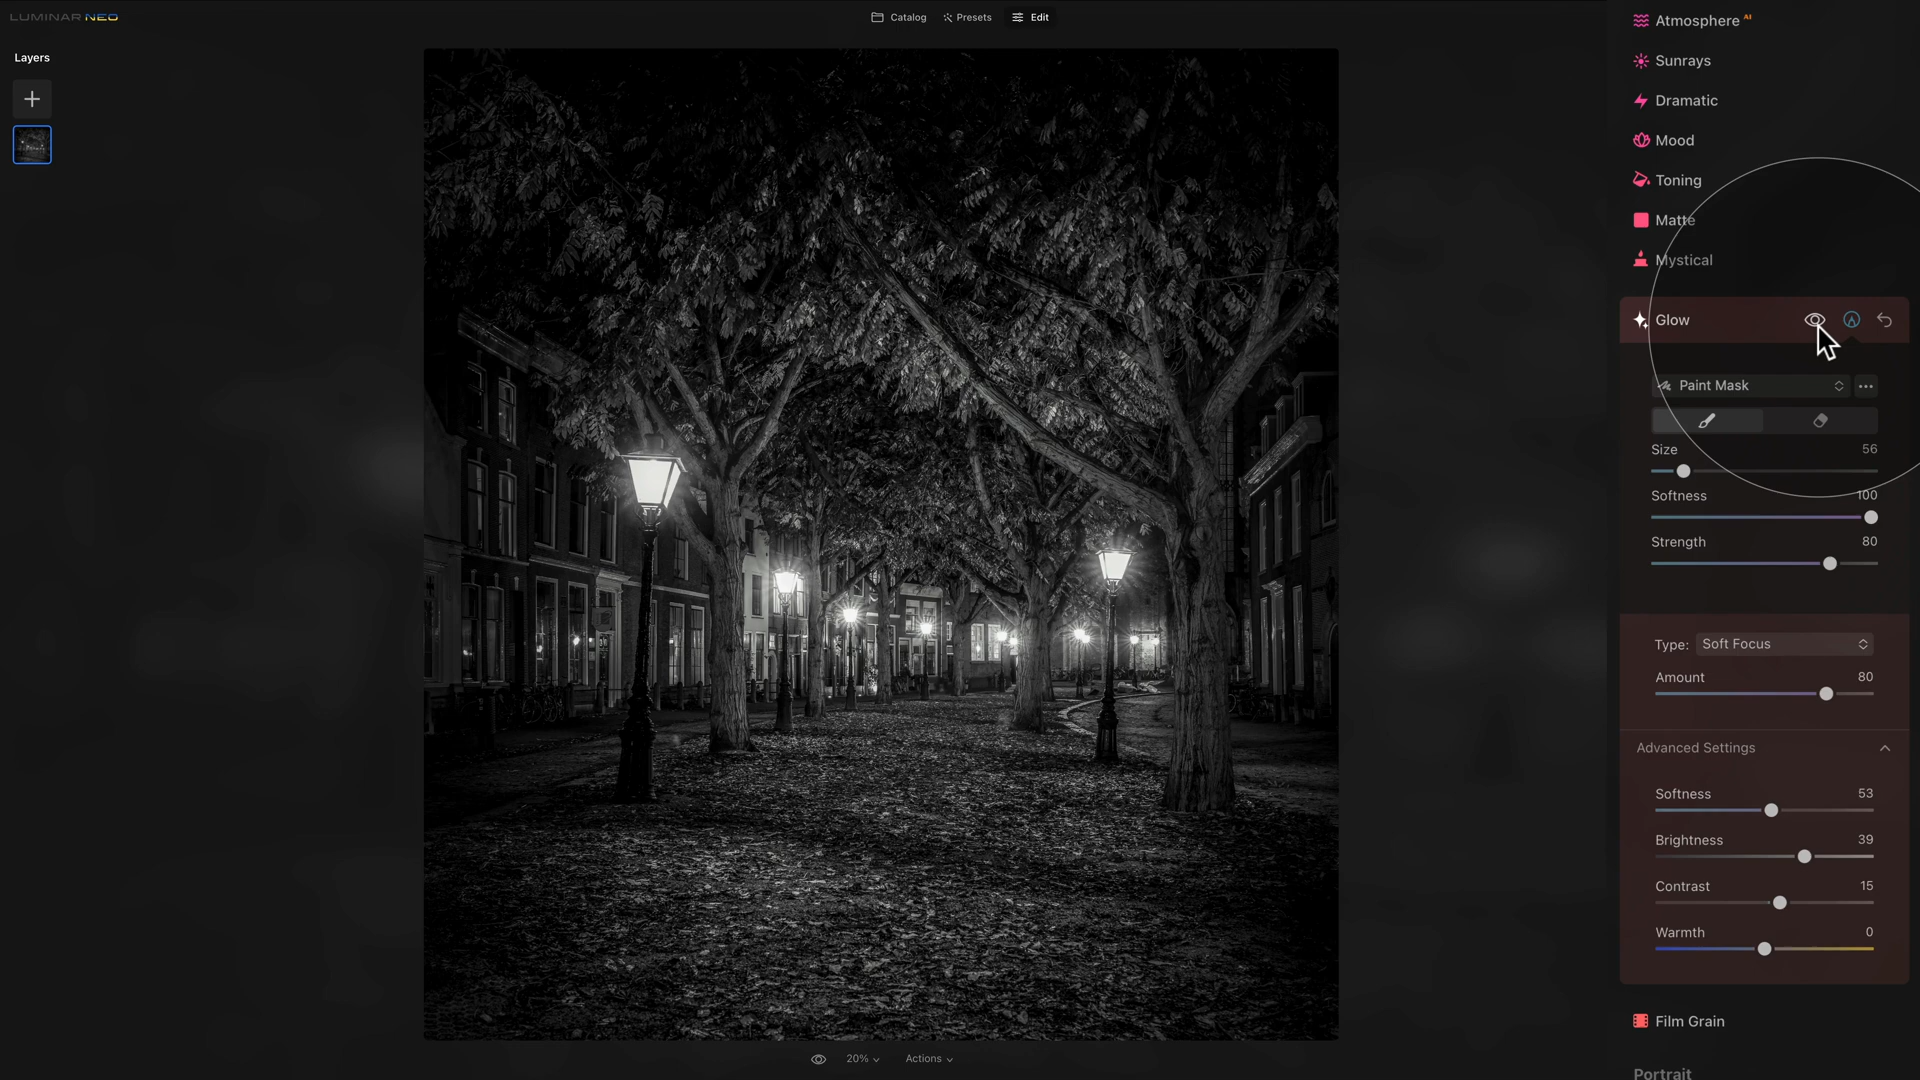 LUMINAR NEO
Catalog
Presets
Edit
Layers
Atmosphere AI
Sunrays
Dramatic
Mood
Toning
Matte
Mystical
Glow
Paint Mask
Size 56
Softness 100
Strength 80
Type: Soft Focus
Amount 80
Advanced Settings
Softness 53
Brightness 39
Contrast 15
Warmth 0
Film Grain
Portrait
20%
Actions